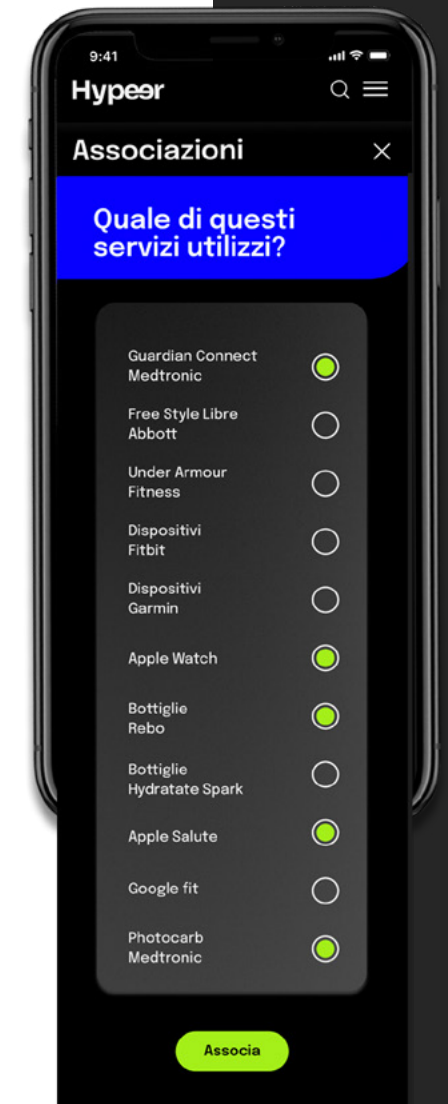 9:41
Hypeer
Associazioni
Quale di questi
servizi utilizzi?
Guardian Connect
Medtronic
Free Style Libre
Abbott
Under Armour
Fitness
Dispositivi
Fitbit
Dispositivi
Garmin
Apple Watch
Bottiglie
Rebo
Bottiglie
Hydratate Spark
Apple Salute
Google fit
Photocarb
Medtronic
Associa